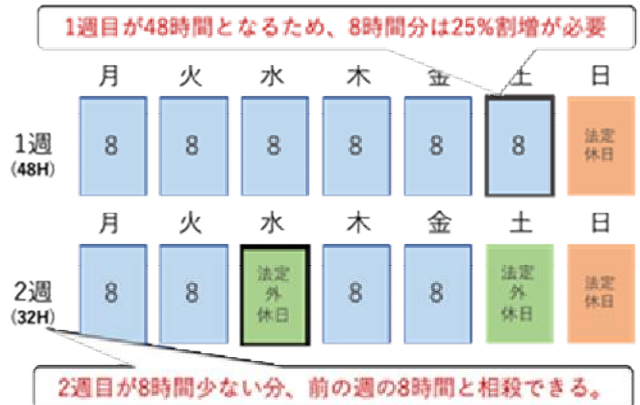 1週目が48時間となるため、8時間分は25%割増が必要
月 火 水 木 金 土 日
1週
(48H)
8 8 8 8 8 8 法定
休日
月 火 水 木 金 土 日
2週
(32H)
8 8 法定
外
休日 8 8 法定
外
休日 法定
休日
2週目が8時間少ない分、前の週の8時間と相殺できる。